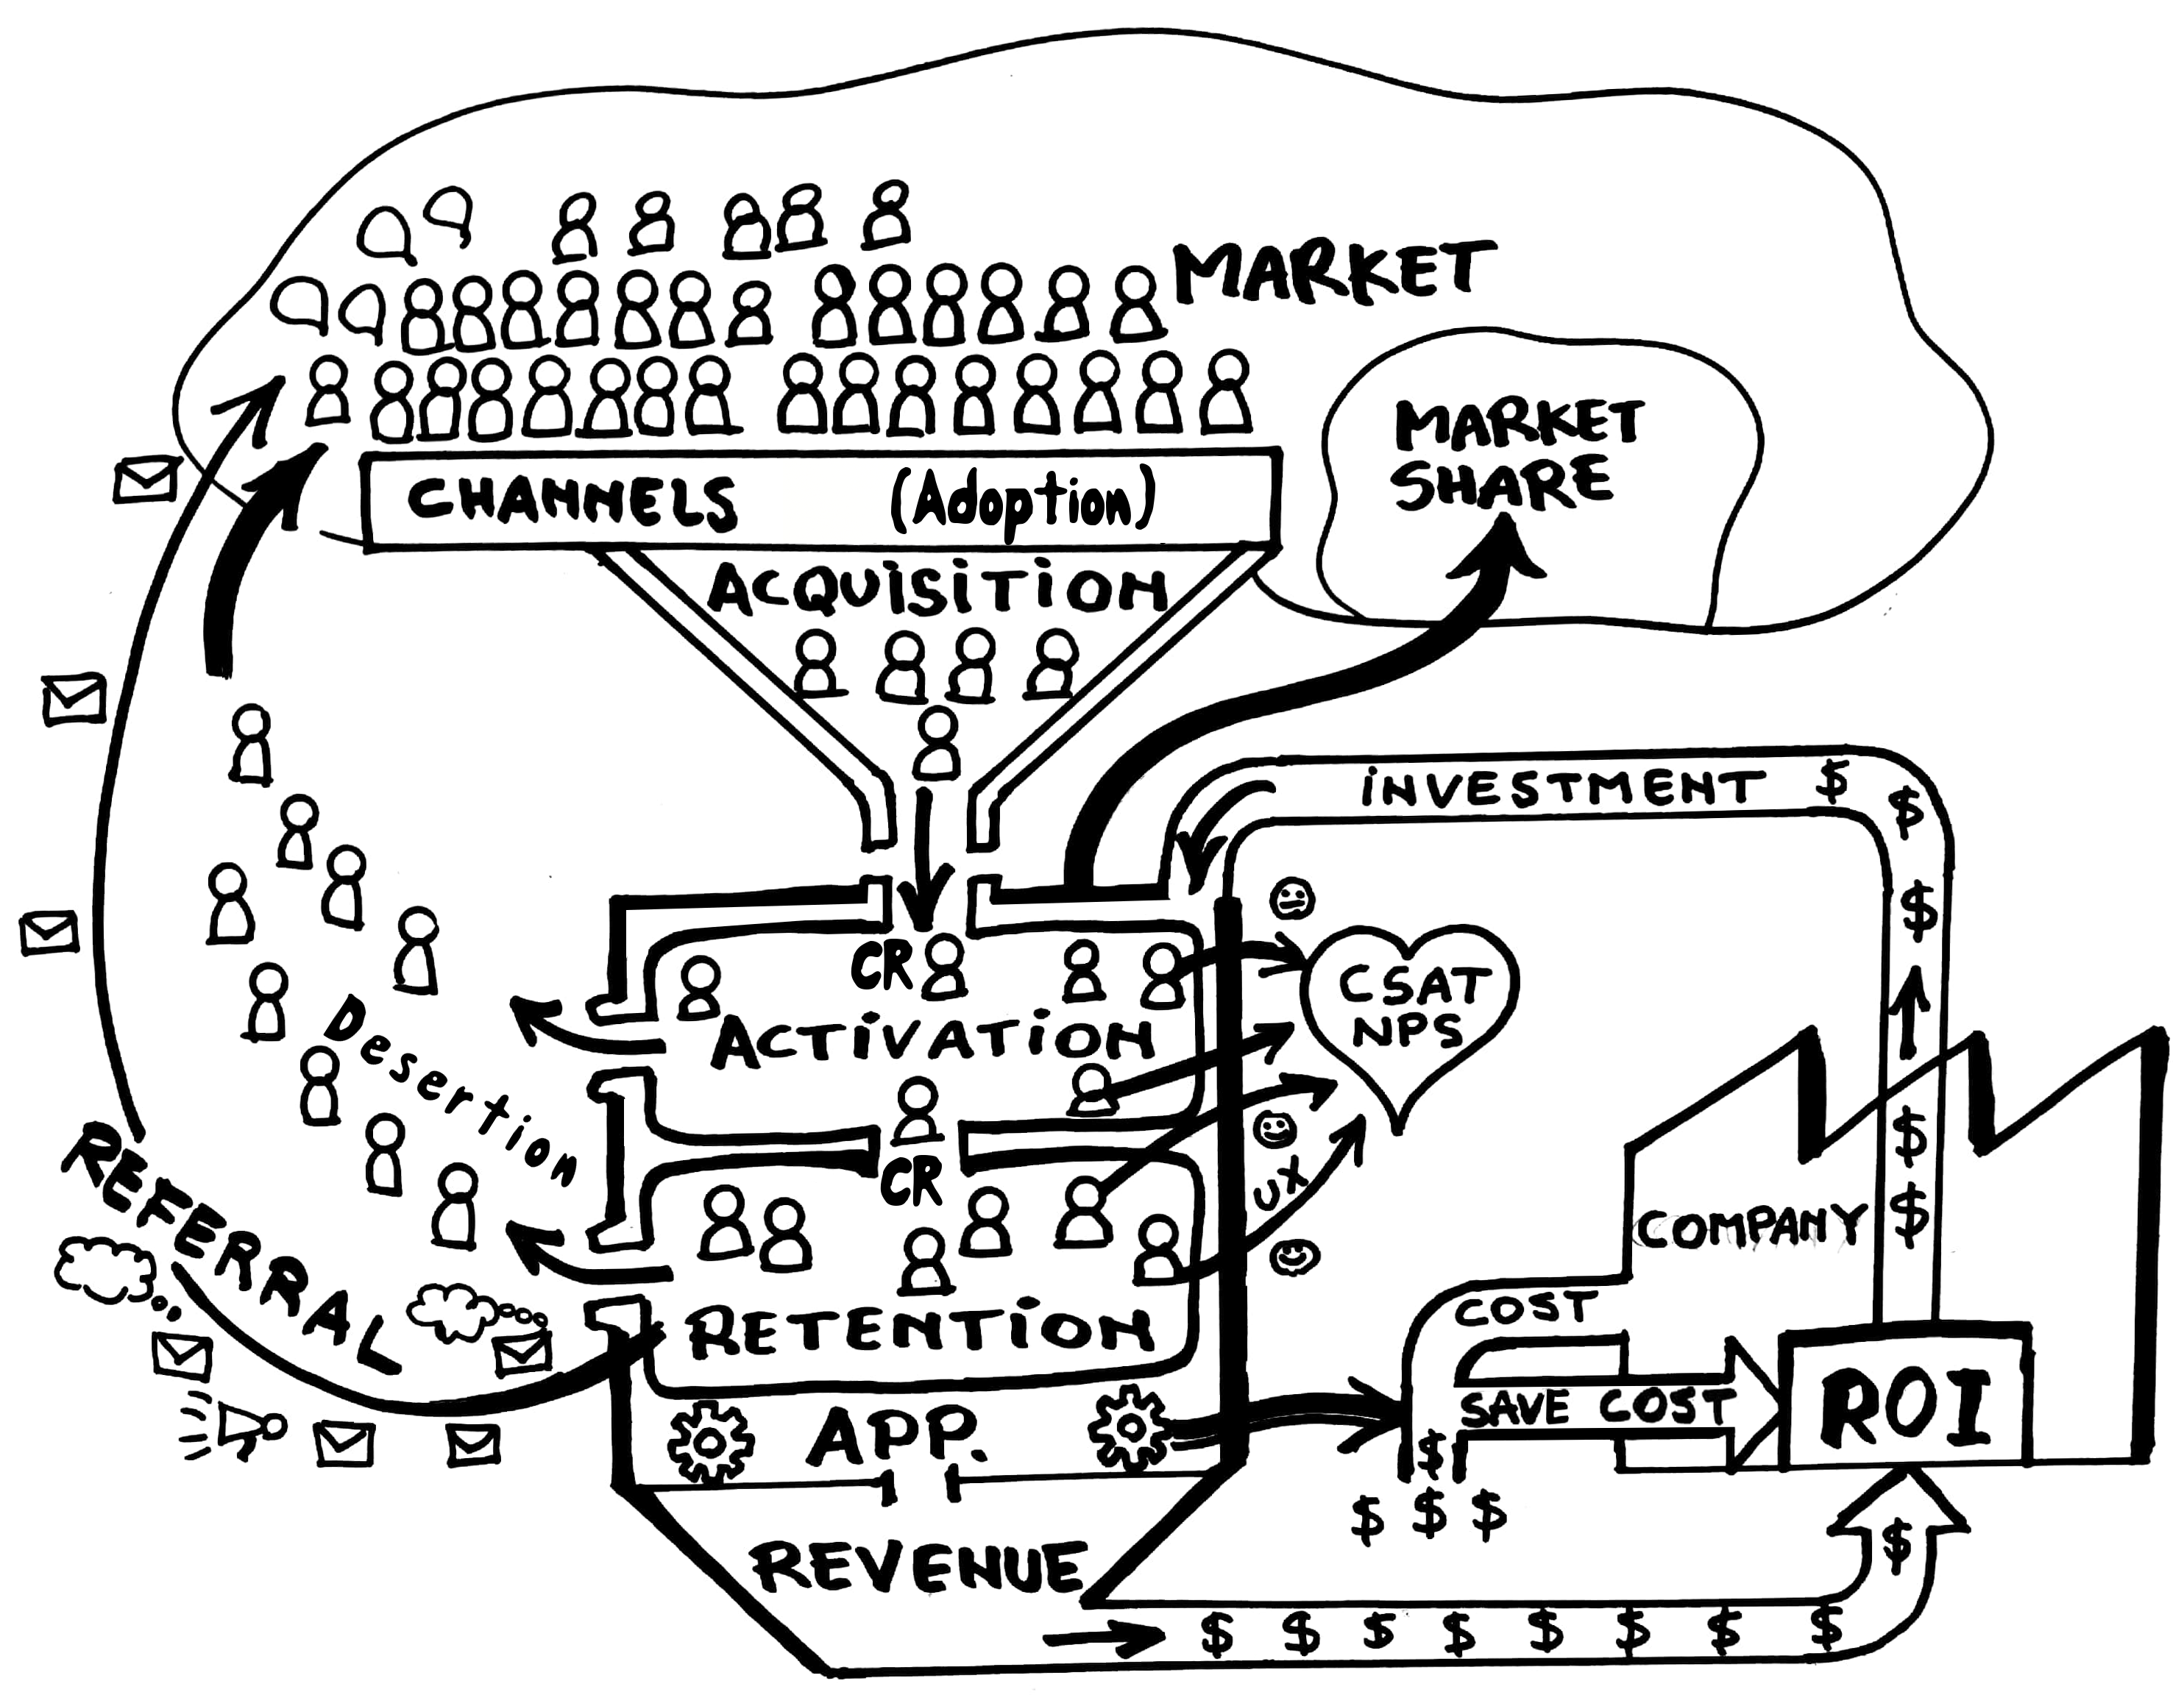 MARKET
MARKET
SHARE
CHANNELS (Adoption)
ACQUISITION
INVESTMENT $
$
$
CR
CSAT
NPS
ACTIVATION
Desertion
REFERRAL
CR
UX
$
$
COMPANY
COST
RETENTION
SAVE COST
ROI
APP.
$
$ $ $
$
REVENUE
$ $ $ $ $ $ $ $